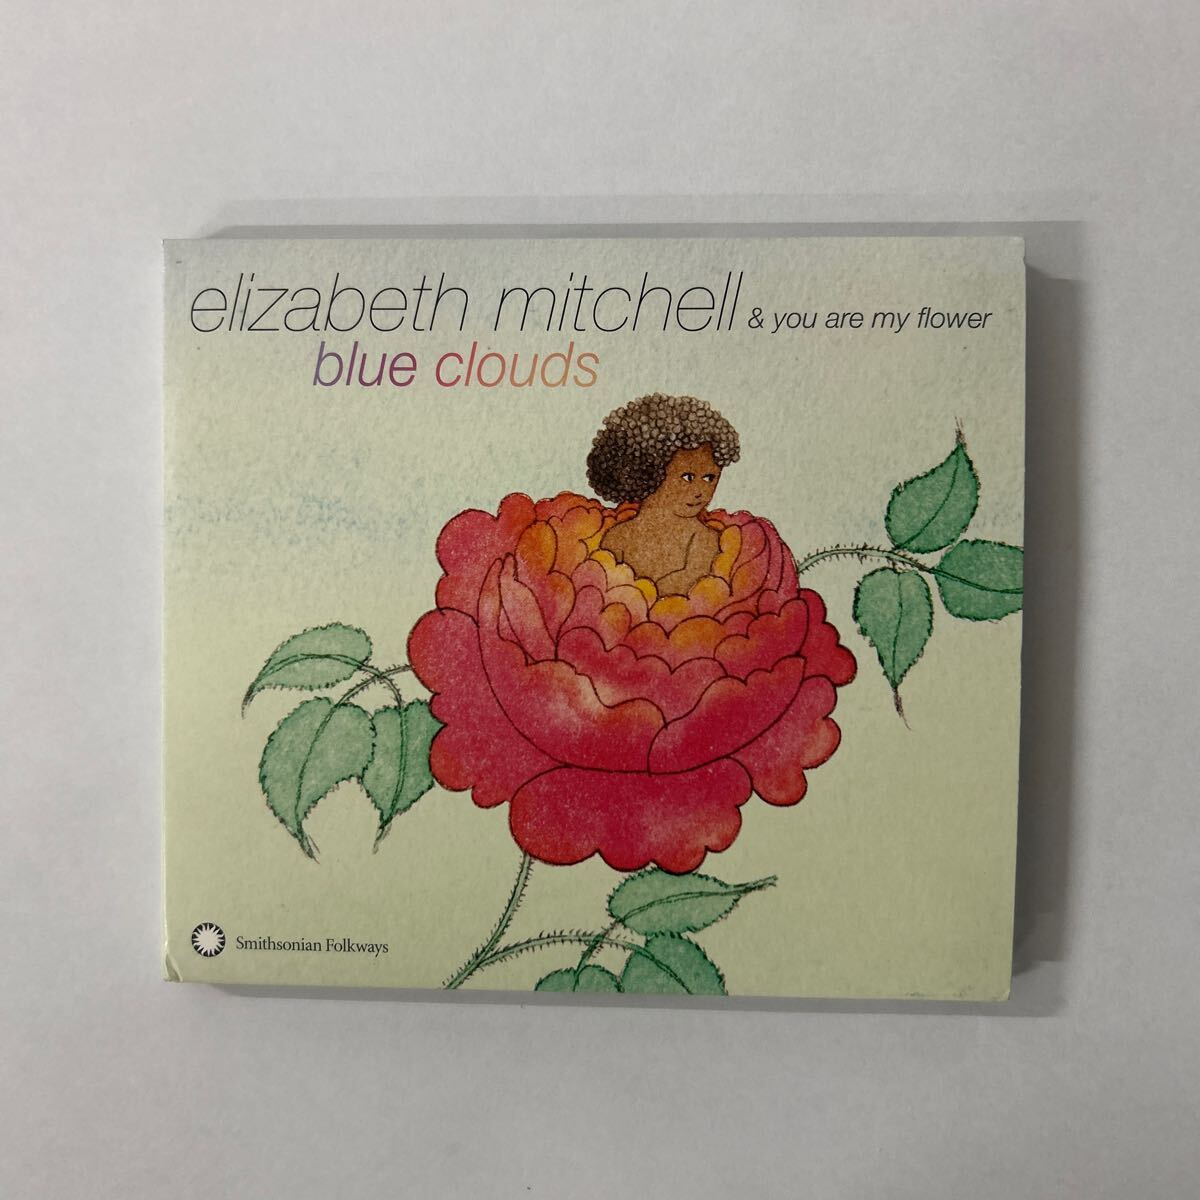 elizabeth mitchell & you are my flower
blue clouds
Smithsonian Folkways